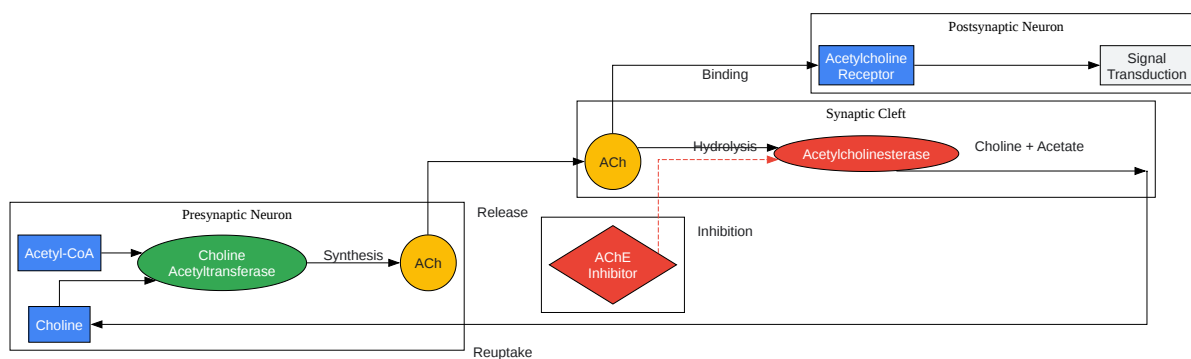 Postsynaptic Neuron
Acetylcholine
Receptor
Signal
Transduction
Binding
Synaptic Cleft
ACh
Hydrolysis
Acetylcholinesterase
Choline + Acetate
Presynaptic Neuron
Release
Inhibition
Acetyl-CoA
Choline
Acetyltransferase
Synthesis
ACh
AChE
Inhibitor
Choline
Reuptake